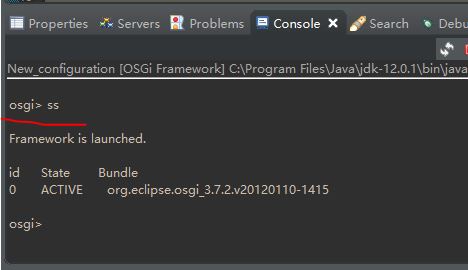 Properties Servers Problems Console Search Debu
New_configuration [OSGi Framework] C:\Program Files\Java\jdk-12.0.1\bin\java
osgi> ss
Framework is launched.
id State Bundle
0 ACTIVE org.eclipse.osgi_3.7.2.v20120110-1415
osgi>